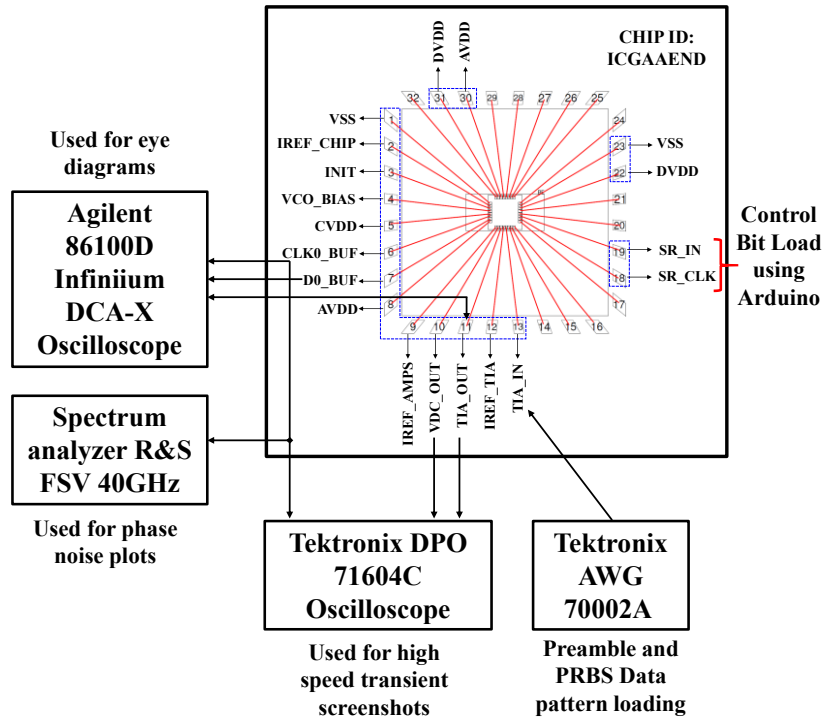 CHIP ID:
ICGAAEND
DVDD
AVDD
32
31
30
29
28
27
26
25
VSS
IREF_CHIP
INIT
VCO_BIAS
CVDD
CLK0_BUF
D0_BUF
AVDD
1
2
3
4
5
6
7
8
24
23
22
21
20
19
18
17
VSS
DVDD
SR_IN
SR_CLK
9
10
11
12
13
14
15
16
IREF_AMPS
VDC_OUT
TIA_OUT
IREF_TIA
TIA_IN
Control
Bit Load
using
Arduino
Used for eye
diagrams
Agilent
86100D
Infiniium
DCA-X
Oscilloscope
Spectrum
analyzer R&S
FSV 40GHz
Used for phase
noise plots
Tektronix DPO
71604C
Oscilloscope
Used for high
speed transient
screenshots
Tektronix
AWG
70002A
Preamble and
PRBS Data
pattern loading